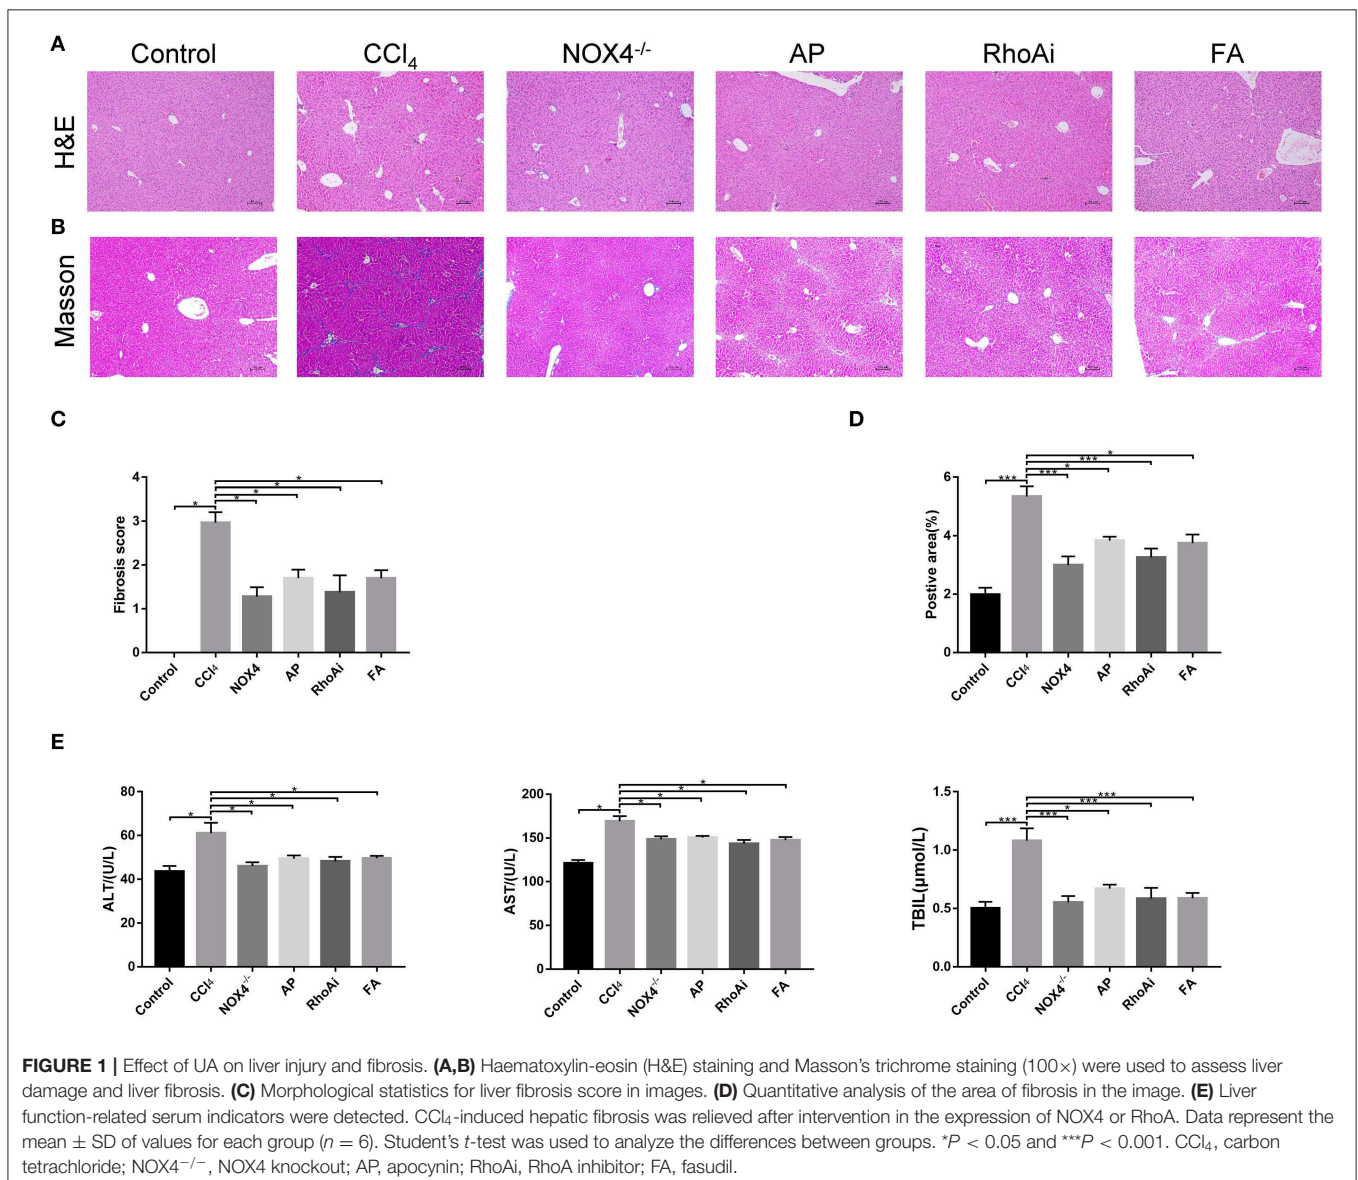 A
Control CCl₄ NOX4⁻/⁻ AP RhoAi FA
H&E
B
Masson
C
D
Fibrosis score
4
3
2
1
0
* * * * *
Control CCl₄ NOX4 AP RhoAi FA
Postive area(%)
6
4
2
0
*** *** * *** *
Control CCl₄ NOX4 AP RhoAi FA
E
ALT/(U/L)
80
60
40
20
0
* * * * *
Control CCl₄ NOX4⁻/⁻ AP RhoAi FA
AST/(U/L)
200
150
100
50
0
* * * * *
Control CCl₄ NOX4⁻/⁻ AP RhoAi FA
TBIL(μmol/L)
1.5
1.0
0.5
0.0
*** *** * *** ***
Control CCl₄ NOX4⁻/⁻ AP RhoAi FA
FIGURE 1 | Effect of UA on liver injury and fibrosis. (A,B) Haematoxylin-eosin (H&E) staining and Masson's trichrome staining (100×) were used to assess liver
damage and liver fibrosis. (C) Morphological statistics for liver fibrosis score in images. (D) Quantitative analysis of the area of fibrosis in the image. (E) Liver
function-related serum indicators were detected. CCl₄-induced hepatic fibrosis was relieved after intervention in the expression of NOX4 or RhoA. Data represent the
mean ± SD of values for each group (n = 6). Student's t-test was used to analyze the differences between groups. *P < 0.05 and ***P < 0.001. CCl₄, carbon
tetrachloride; NOX4⁻/⁻, NOX4 knockout; AP, apocynin; RhoAi, RhoA inhibitor; FA, fasudil.